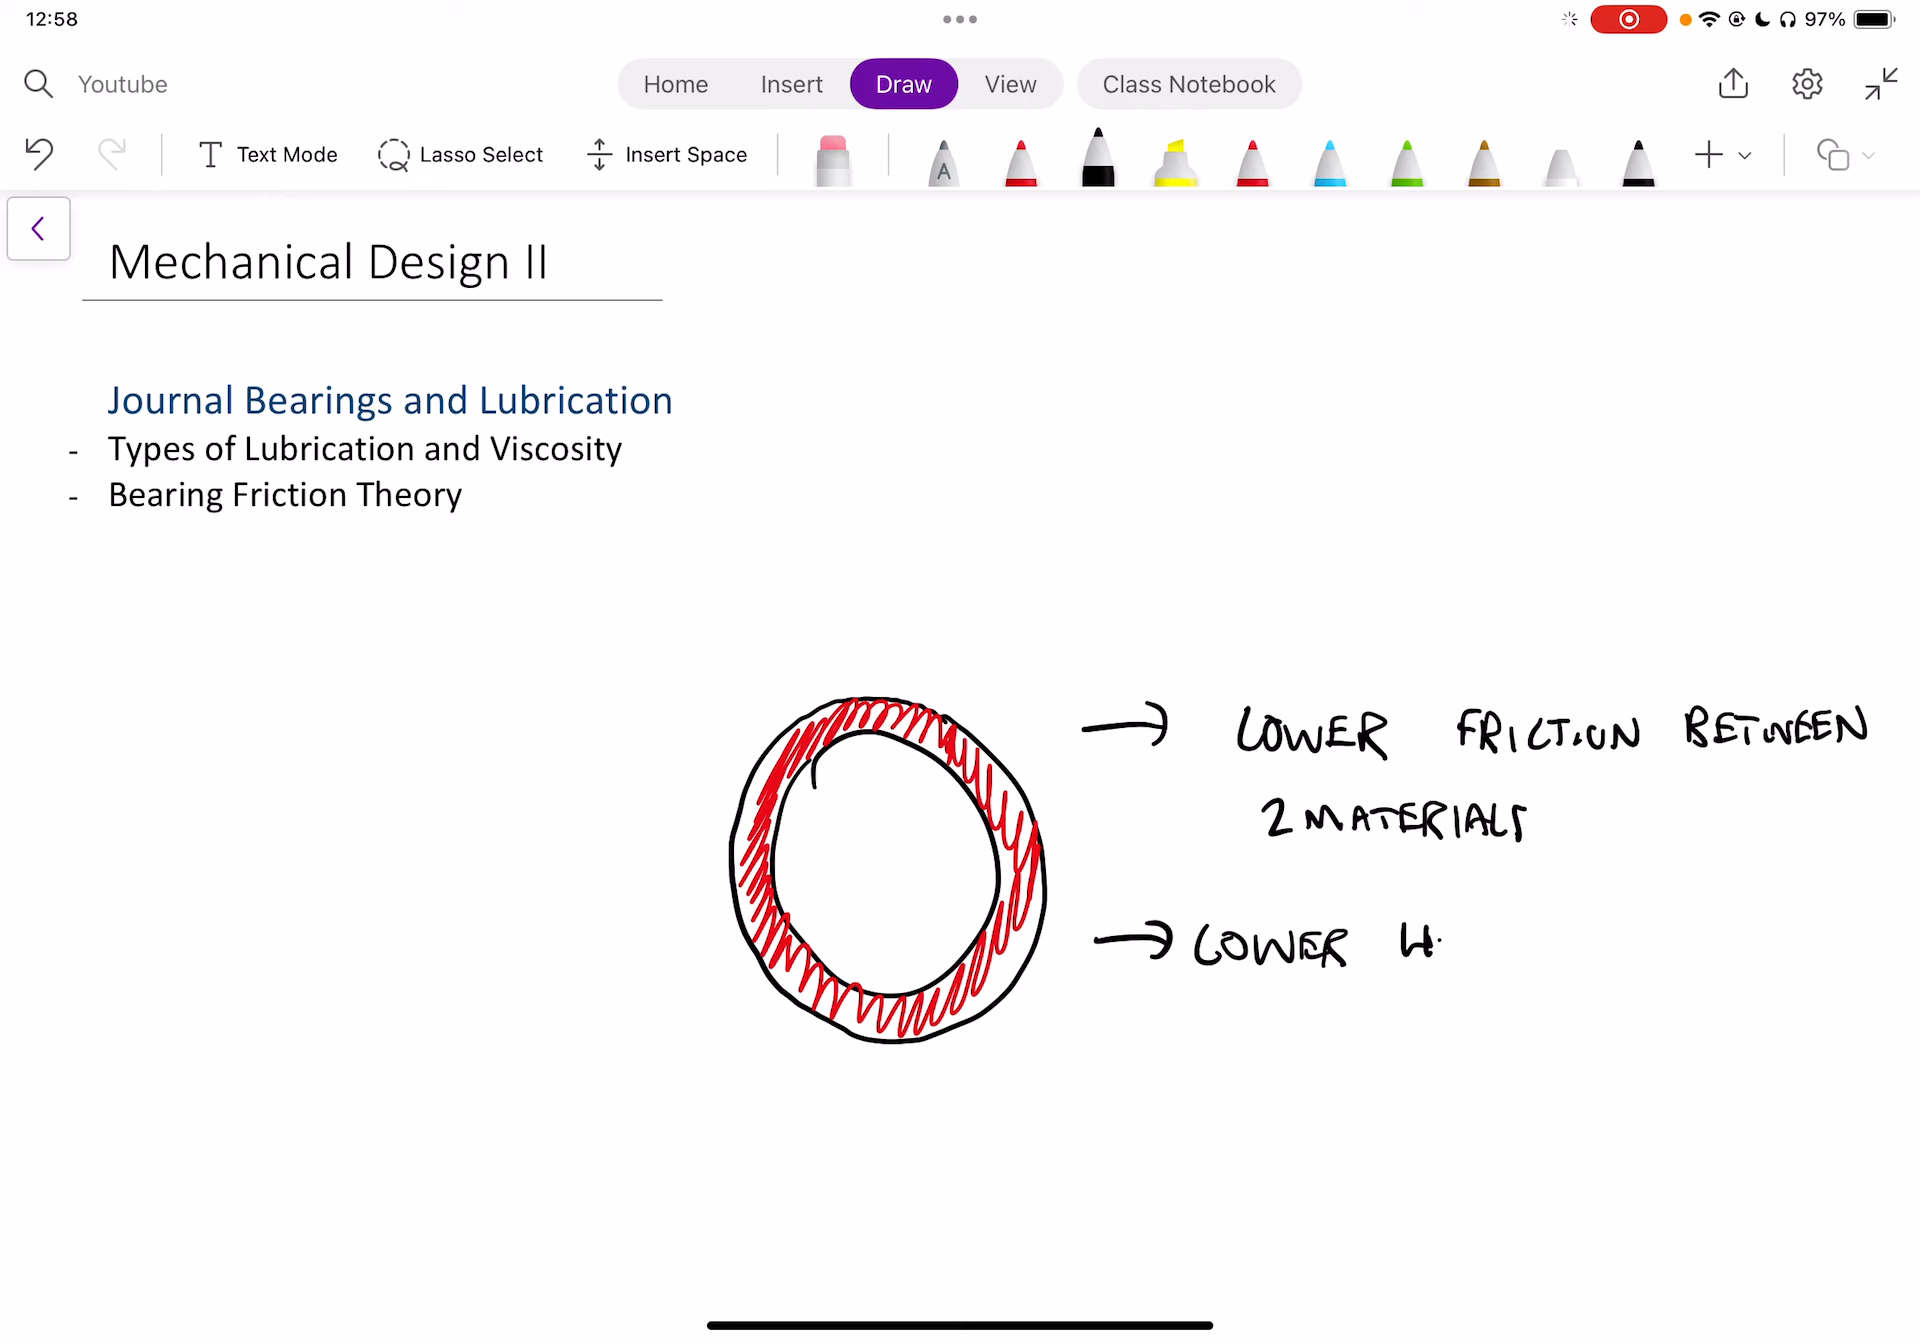 12:58
97%
Youtube
Home Insert Draw View Class Notebook
Text Mode Lasso Select Insert Space
A
Mechanical Design II
Journal Bearings and Lubrication
- Types of Lubrication and Viscosity
- Bearing Friction Theory
LOWER FRICTION BETWEEN
2 MATERIALS
LOWER H